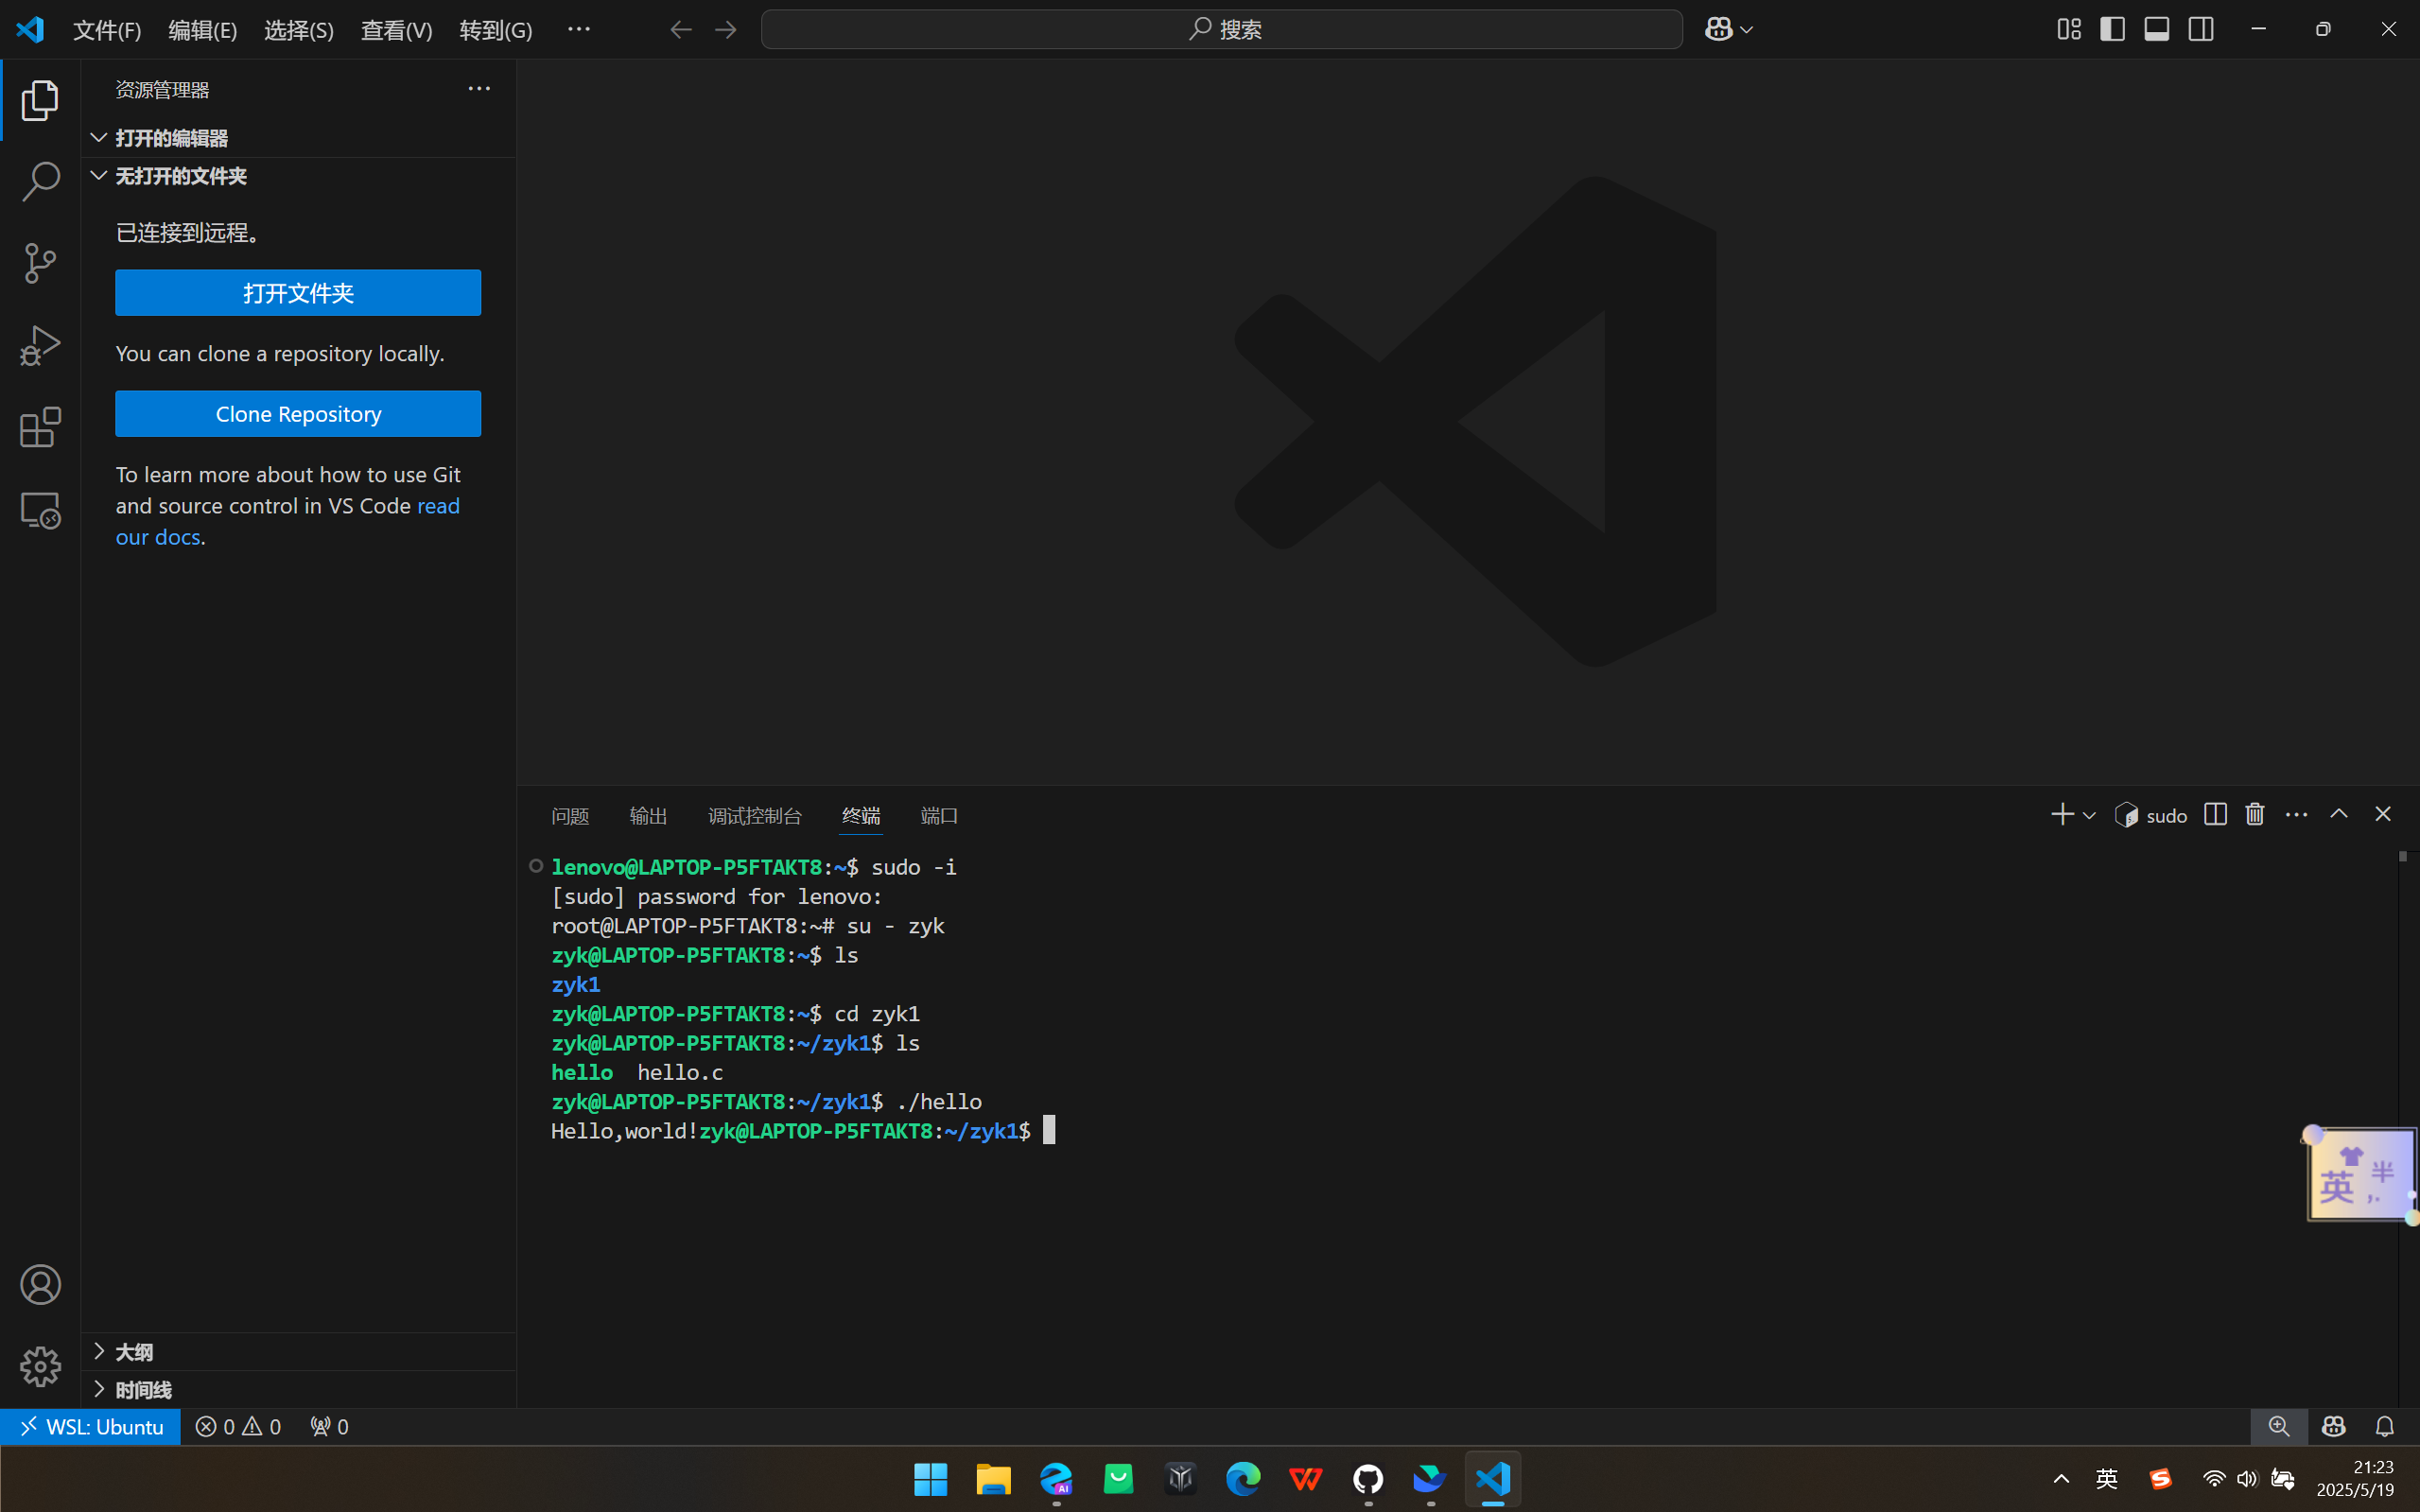 文件(F) 编辑(E) 选择(S) 查看(V) 转到(G) ··· 搜索
资源管理器
打开的编辑器
无打开的文件夹
已连接到远程。
打开文件夹
You can clone a repository locally.
Clone Repository
To learn more about how to use Git
and source control in VS Code read
our docs.
大纲
时间线
问题 输出 调试控制台 终端 端口 sudo
lenovo@LAPTOP-P5FTAKT8:~$ sudo -i
[sudo] password for lenovo:
root@LAPTOP-P5FTAKT8:~# su - zyk
zyk@LAPTOP-P5FTAKT8:~$ ls
zyk1
zyk@LAPTOP-P5FTAKT8:~$ cd zyk1
zyk@LAPTOP-P5FTAKT8:~/zyk1$ ls
hello  hello.c
zyk@LAPTOP-P5FTAKT8:~/zyk1$ ./hello
Hello,world!zyk@LAPTOP-P5FTAKT8:~/zyk1$
英 半 ,.
WSL: Ubuntu 0 0 0
AI
英
21:23
2025/5/19